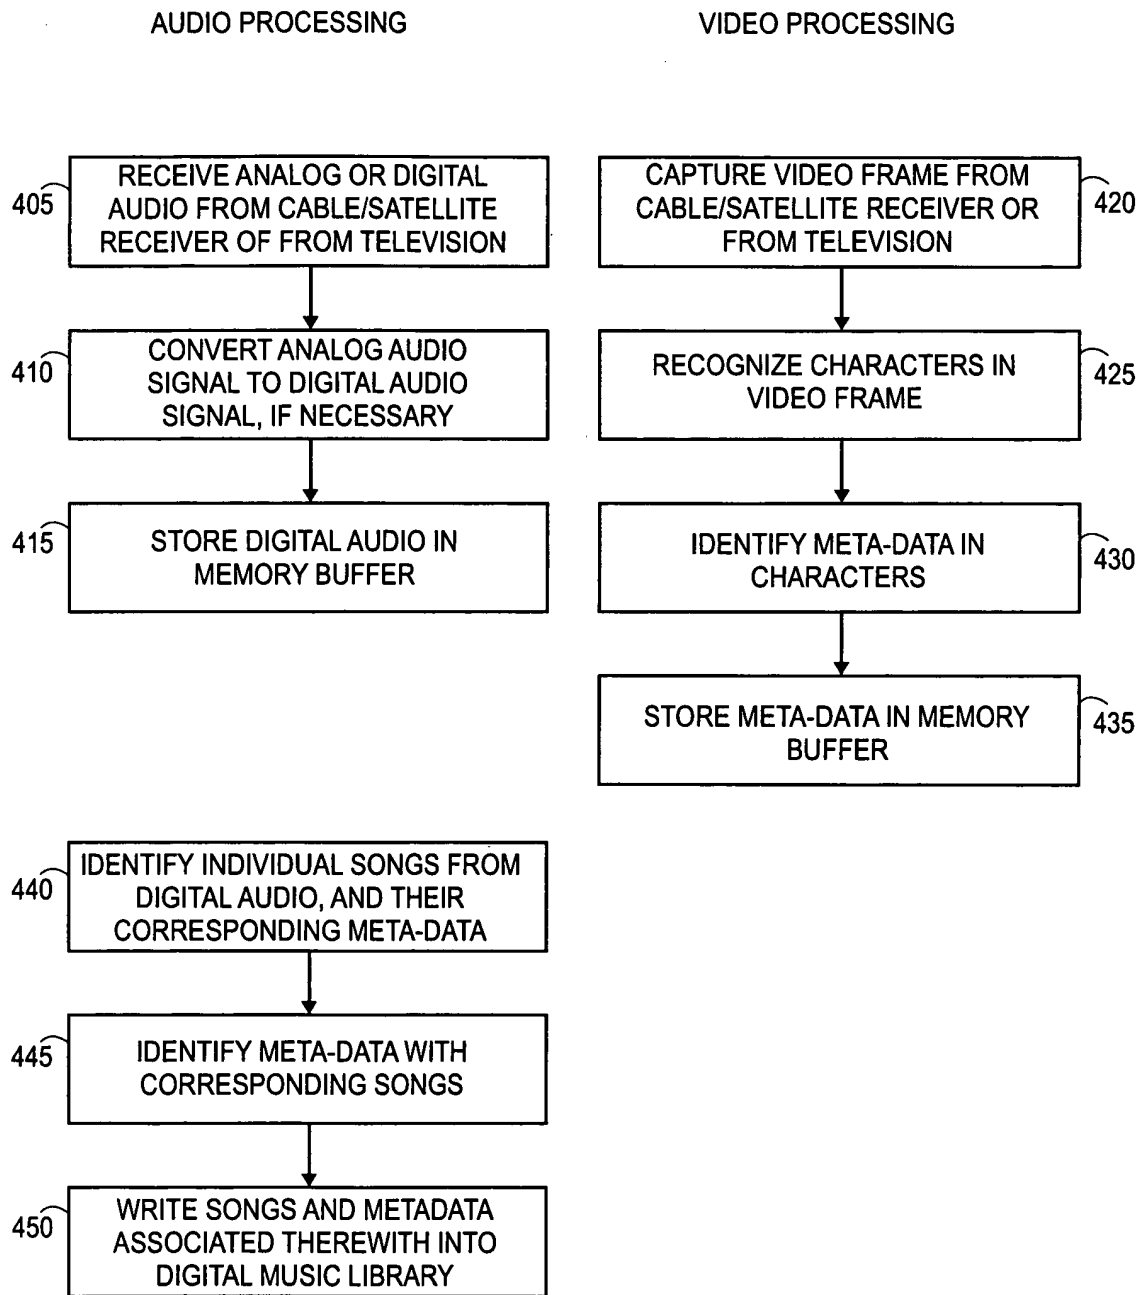 AUDIO PROCESSING
VIDEO PROCESSING
405
RECEIVE ANALOG OR DIGITAL
AUDIO FROM CABLE/SATELLITE
RECEIVER OF FROM TELEVISION
410
CONVERT ANALOG AUDIO
SIGNAL TO DIGITAL AUDIO
SIGNAL, IF NECESSARY
415
STORE DIGITAL AUDIO IN
MEMORY BUFFER
CAPTURE VIDEO FRAME FROM
CABLE/SATELLITE RECEIVER OR
FROM TELEVISION
420
RECOGNIZE CHARACTERS IN
VIDEO FRAME
425
IDENTIFY META-DATA IN
CHARACTERS
430
STORE META-DATA IN MEMORY
BUFFER
435
440
IDENTIFY INDIVIDUAL SONGS FROM
DIGITAL AUDIO, AND THEIR
CORRESPONDING META-DATA
445
IDENTIFY META-DATA WITH
CORRESPONDING SONGS
450
WRITE SONGS AND METADATA
ASSOCIATED THEREWITH INTO
DIGITAL MUSIC LIBRARY